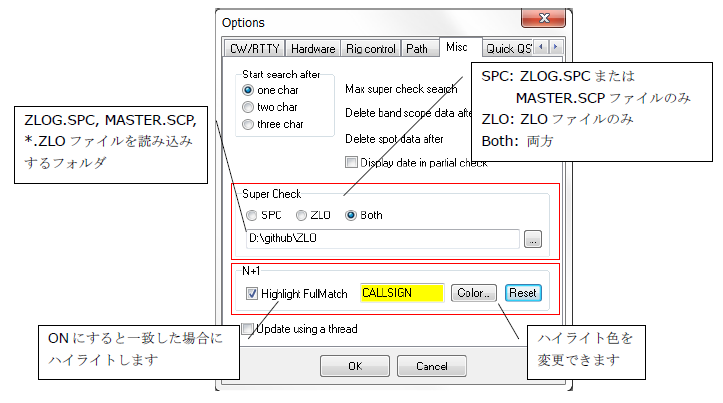 Options
CW/RTTY Hardware Rig control Path Misc Quick QS
Start search after
one char
two char
three char
Max super check search
Delete band scope data afte
Delete spot data after
Display date in partial check
SPC: ZLOG.SPC または
MASTER.SCP ファイルのみ
ZLO: ZLO ファイルのみ
Both: 両方
ZLOG.SPC, MASTER.SCP,
*.ZLO ファイルを読み込み
するフォルダ
Super Check
SPC ZLO Both
D:\github\ZLO
...
N+1
Highlight FulMatch CALLSIGN Color... Reset
Update using a thread
ON にすると一致した場合に
ハイライトします
ハイライト色を
変更できます
OK Cancel